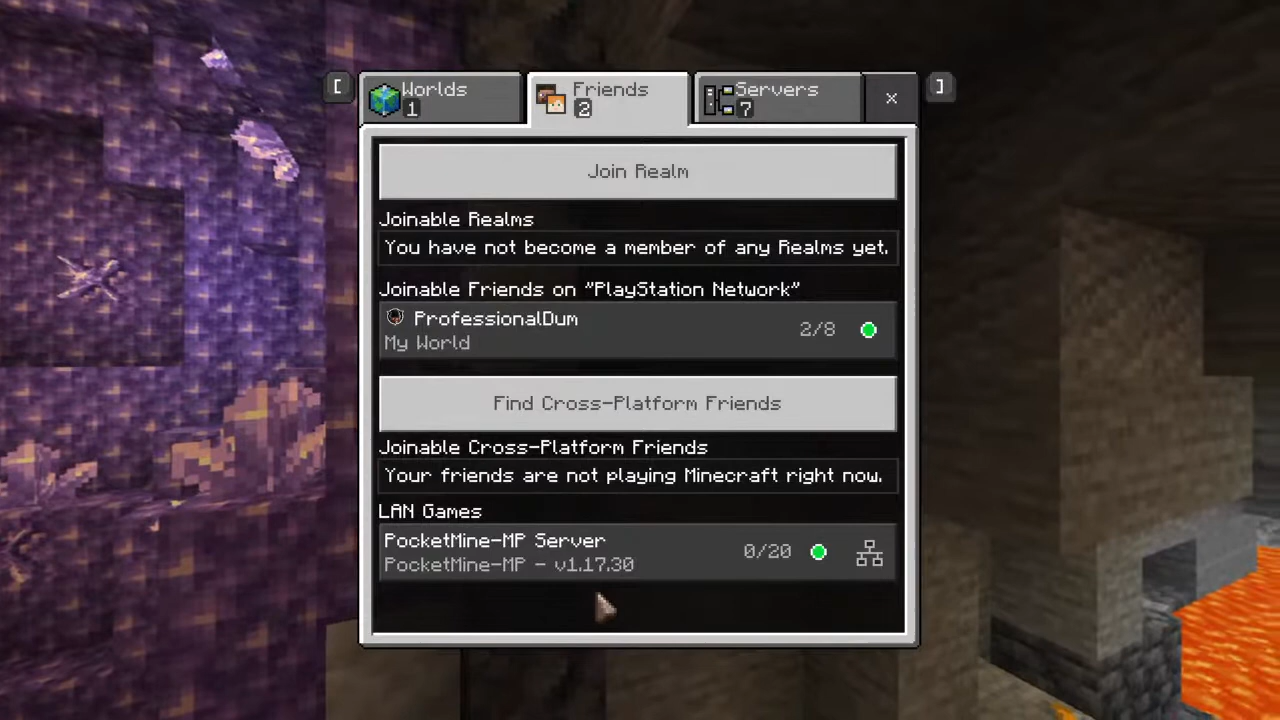 [
Worlds
1
Friends
2
Servers
7
×
]
Join Realm
Joinable Realms
You have not become a member of any Realms yet.
Joinable Friends on "PlayStation Network"
ProfessionalDum
My World
2/8
Find Cross-Platform Friends
Joinable Cross-Platform Friends
Your friends are not playing Minecraft right now.
LAN Games
PocketMine-MP Server
PocketMine-MP - v1.17.30
0/20